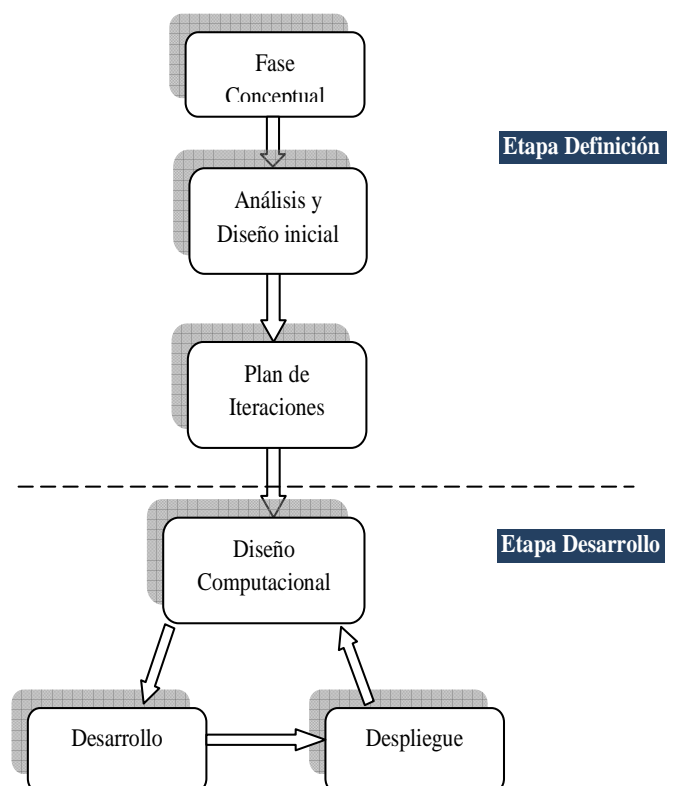 Fase
Conceptual
Etapa Definición
Análisis y
Diseño inicial
Plan de
Iteraciones
Diseño
Computacional
Etapa Desarrollo
Desarrollo
Despliegue